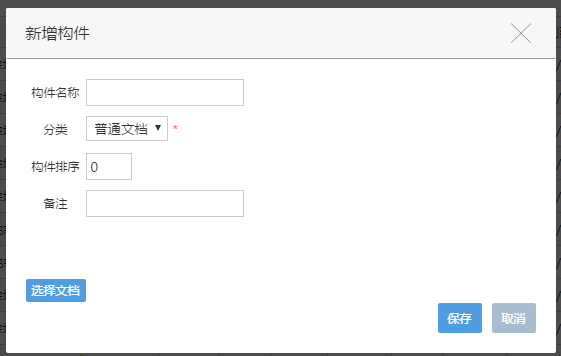 新增构件
构件名称
分类 普通文档 *
构件排序 0
备注
选择文档
保存 取消